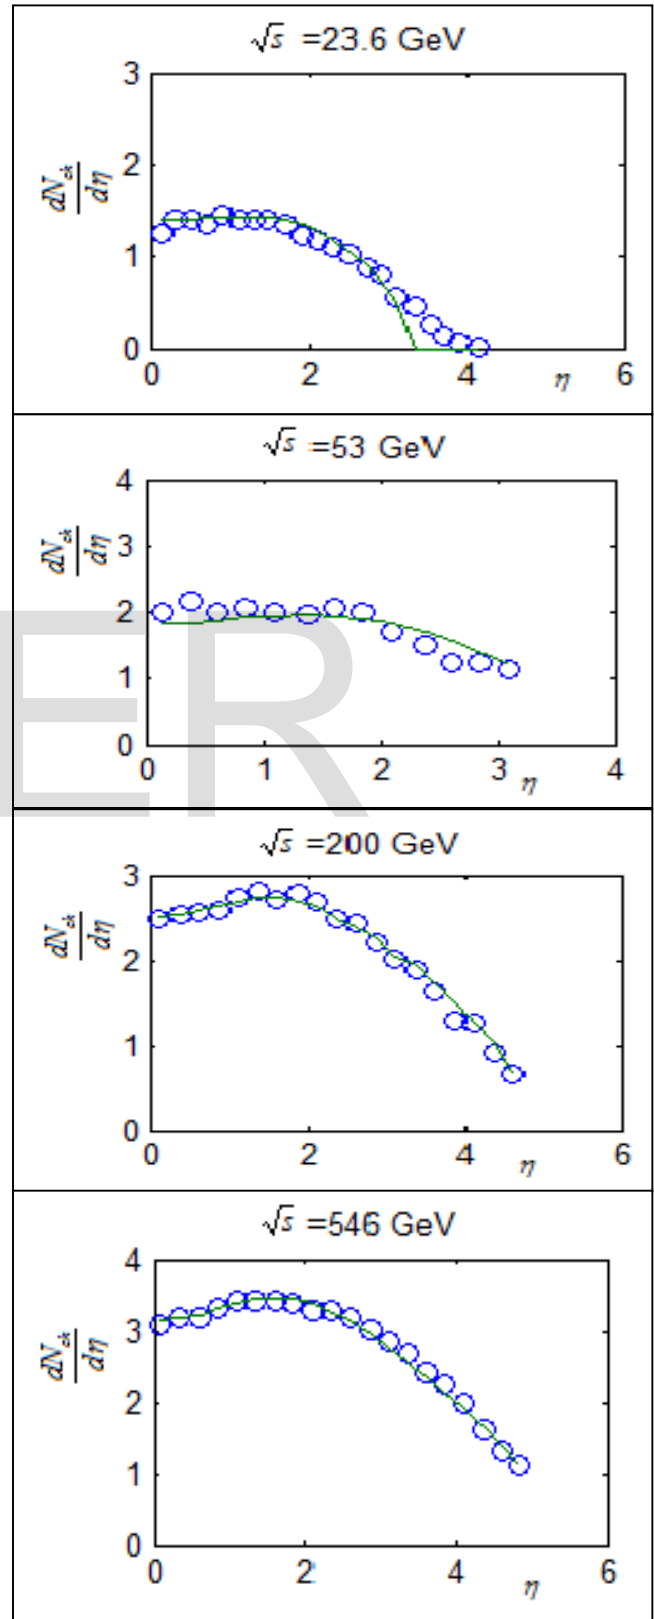 √s =23.6 GeV
3
2
1
0
dN_ch
dη
0 2 4 η 6
√s =53 GeV
4
3
2
1
0
dN_ch
dη
0 1 2 3 η 4
ER
√s =200 GeV
3
2
1
0
dN_ch
dη
0 2 4 η 6
√s =546 GeV
4
3
2
1
0
dN_ch
dη
0 2 4 η 6